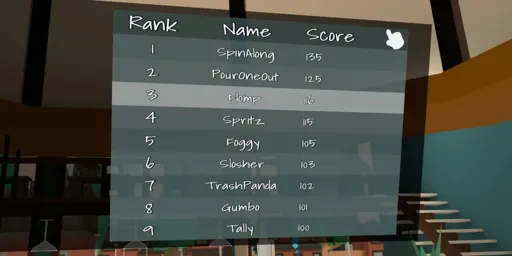 Rank Name Score
1 SpinAlong 135
2 PourOneOut 125
3 Flomp 116
4 Spritz 115
5 Foggy 105
6 Slosher 103
7 TrashPanda 102
8 Gumbo 101
9 Tally 100